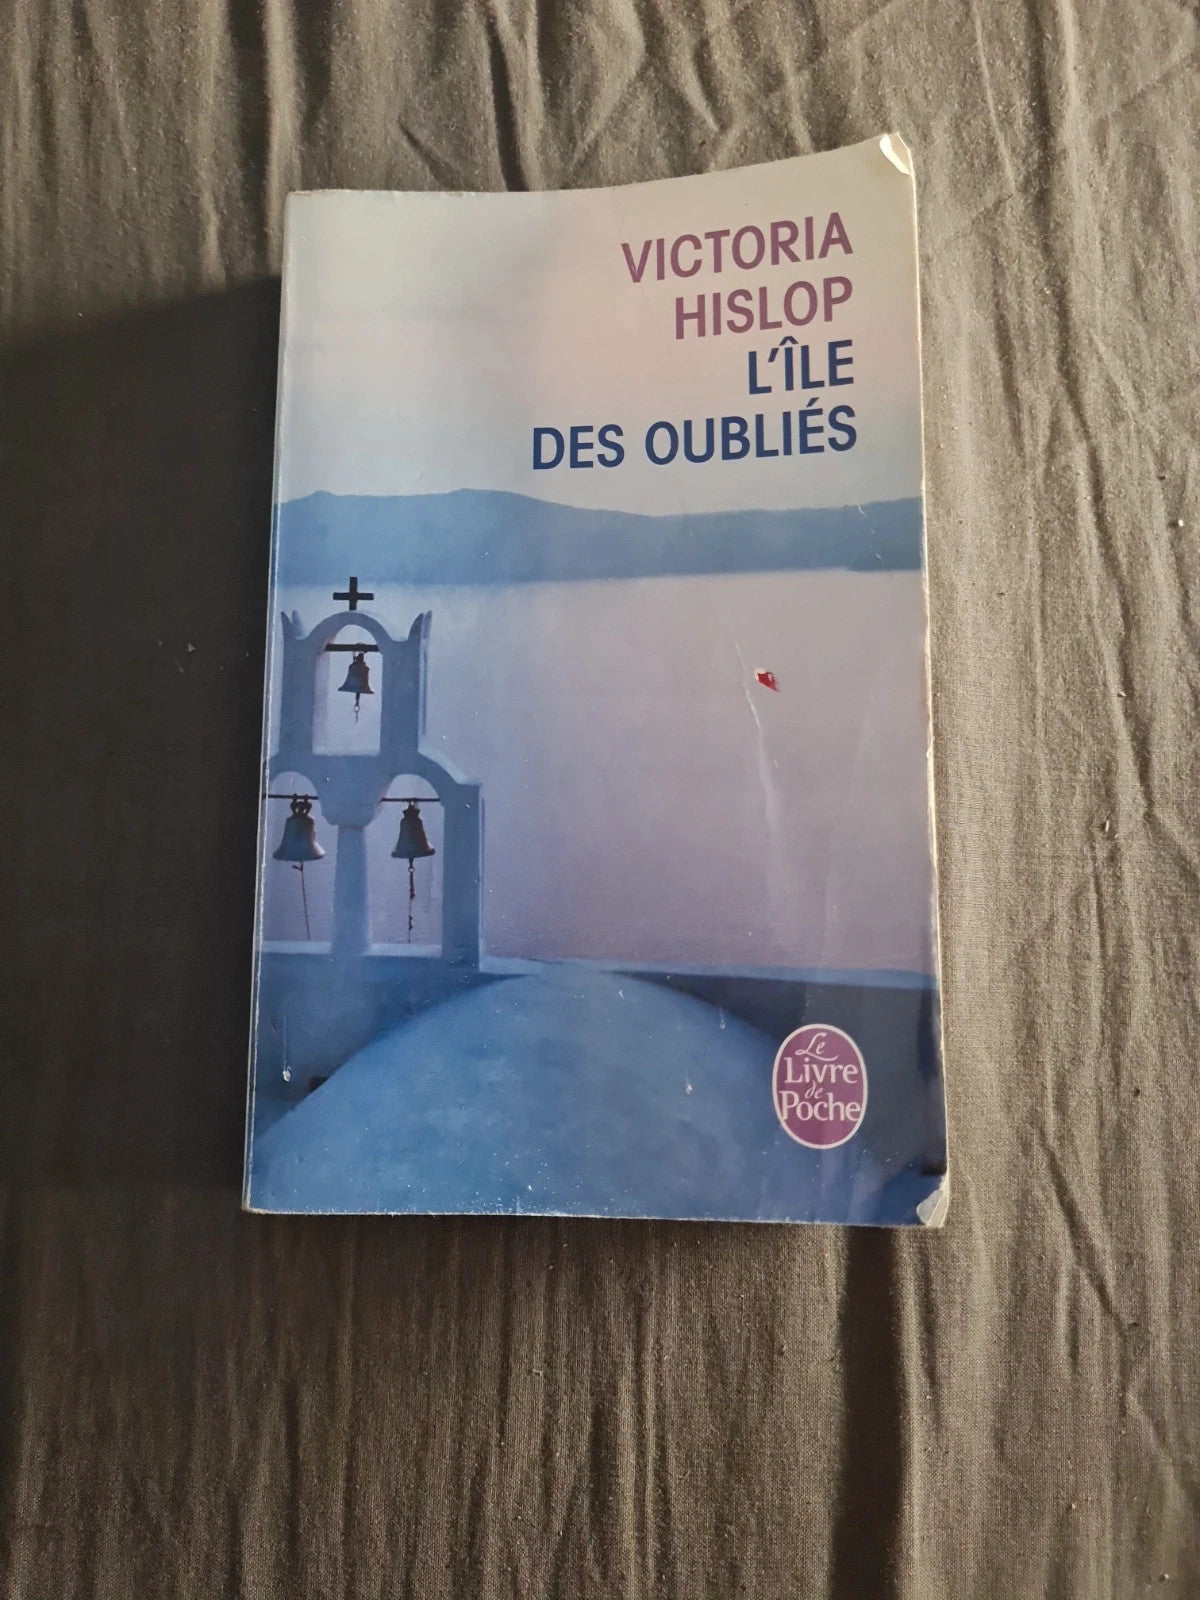 VICTORIA
HISLOP
L'ÎLE
DES OUBLIÉS
Le
Livre
de
Poche